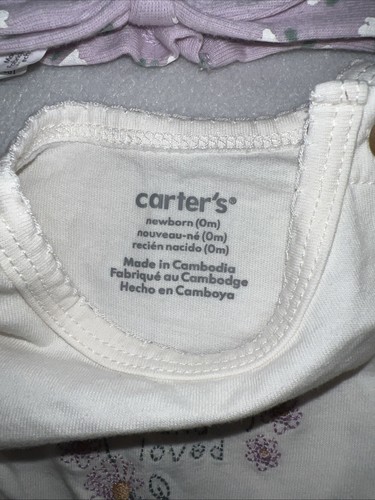 carter's®
newborn (0m)
nouveau-né (0m)
recién nacido (0m)
Made in Cambodia
Fabriqué au Cambodge
Hecho en Camboya
loved